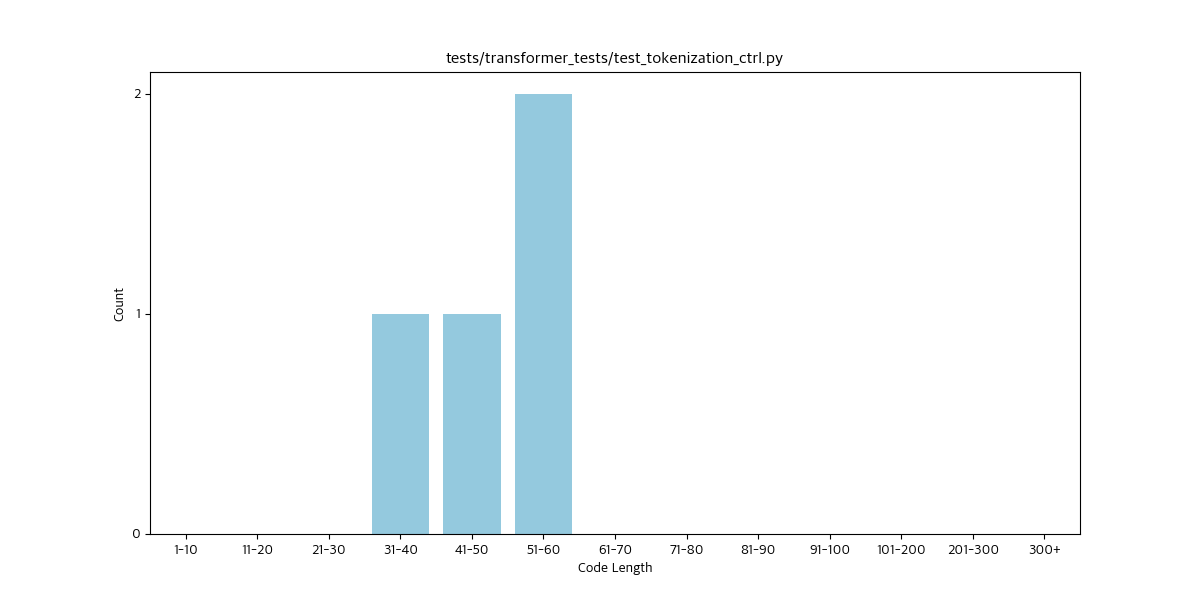 tests/transformer_tests/test_tokenization_ctrl.py
2
1
0
Count
1-10 11-20 21-30 31-40 41-50 51-60 61-70 71-80 81-90 91-100 101-200 201-300 300+
Code Length